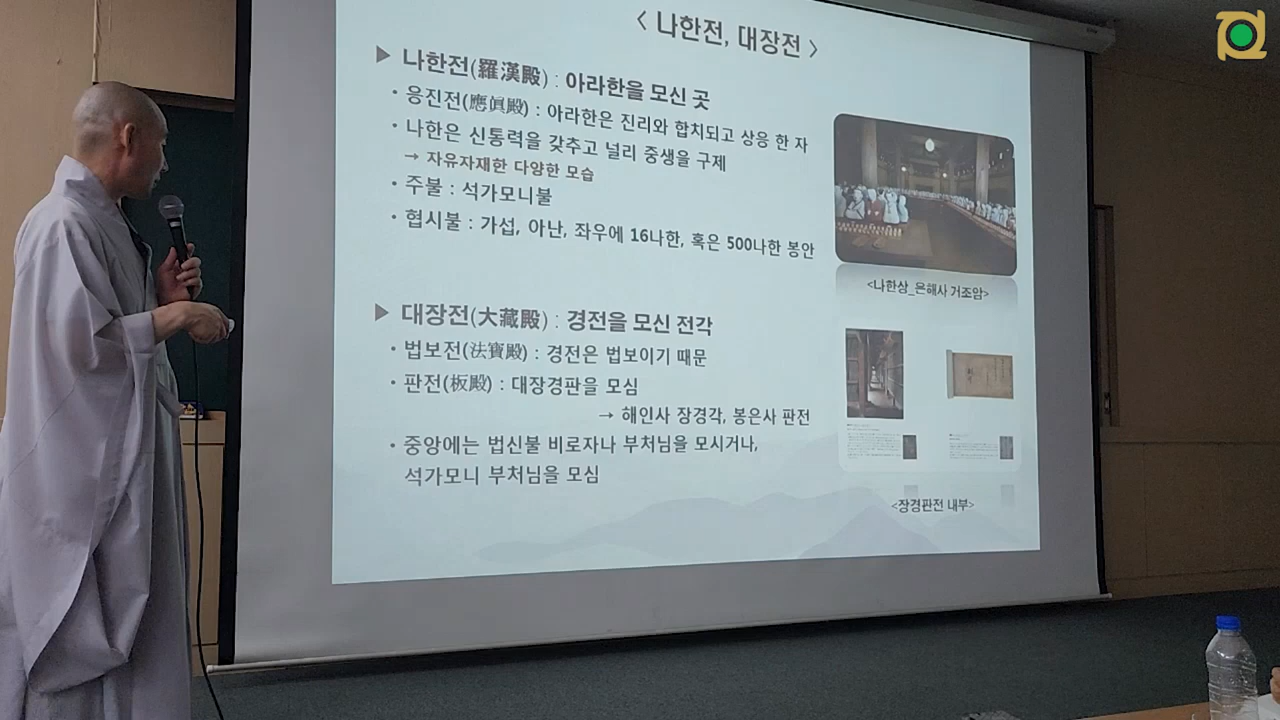 < 나한전, 대장전 >
▶ 나한전(羅漢殿) : 아라한을 모신 곳
· 응진전(應眞殿) : 아라한은 진리와 합치되고 상응 한 자
· 나한은 신통력을 갖추고 널리 중생을 구제
→ 자유자재한 다양한 모습
· 주불 : 석가모니불
· 협시불 : 가섭, 아난, 좌우에 16나한, 혹은 500나한 봉안
<나한상_은해사 거조암>
▶ 대장전(大藏殿) : 경전을 모신 전각
· 법보전(法寶殿) : 경전은 법보이기 때문
· 판전(板殿) : 대장경판을 모심
→ 해인사 장경각, 봉은사 판전
· 중앙에는 법신불 비로자나 부처님을 모시거나,
석가모니 부처님을 모심
<장경판전 내부>